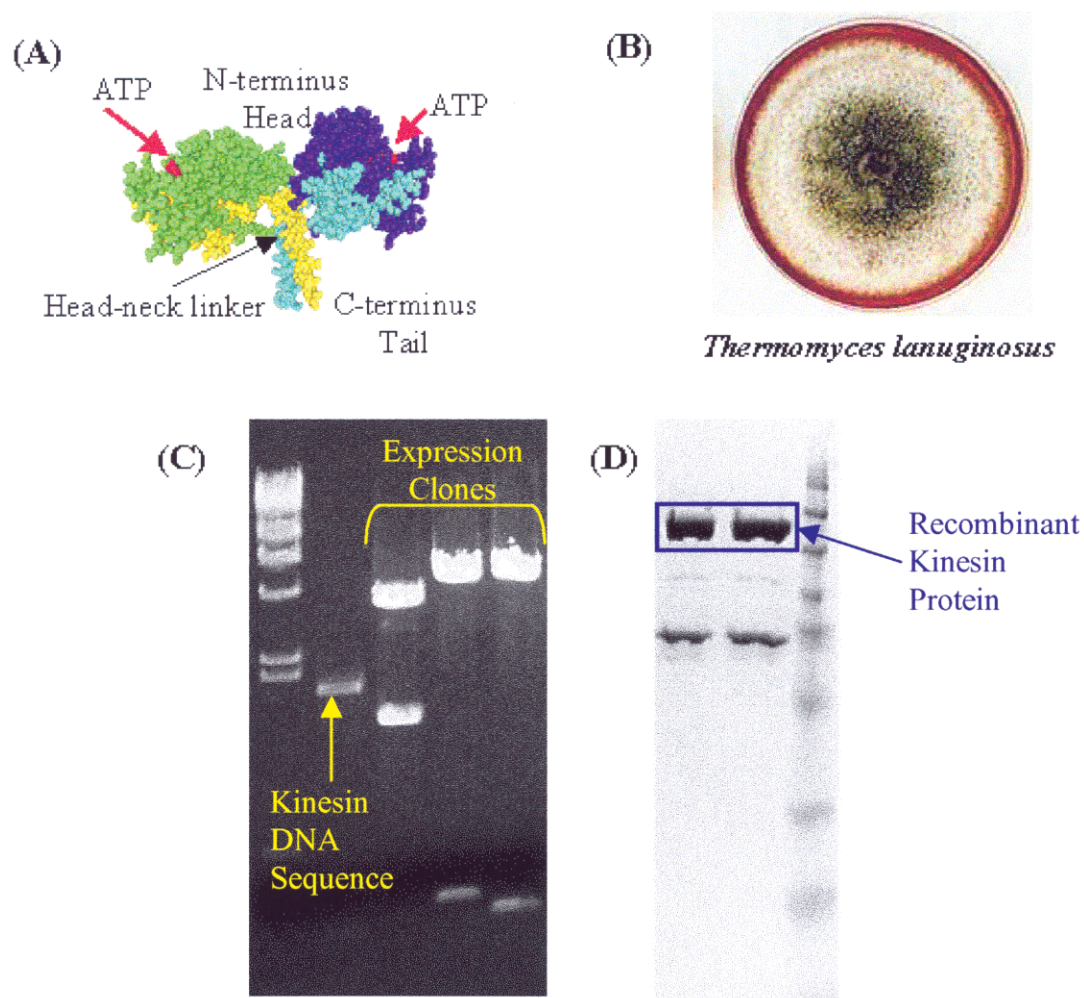 (A)
ATP
N-terminus
Head
ATP
Head-neck linker
C-terminus
Tail
(B)
Thermomyces lanuginosus
(C)
Expression
Clones
Kinesin
DNA
Sequence
(D)
Recombinant
Kinesin
Protein